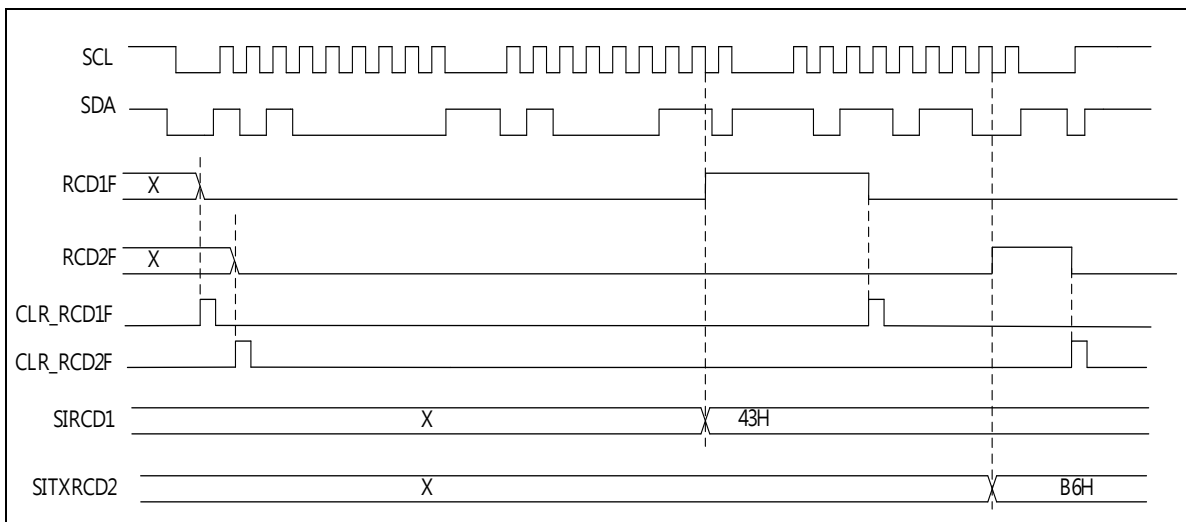 SCL
SDA
RCD1F X
RCD2F X
CLR_RCD1F
CLR_RCD2F
SIRCD1 X 43H
SITXRCD2 X B6H